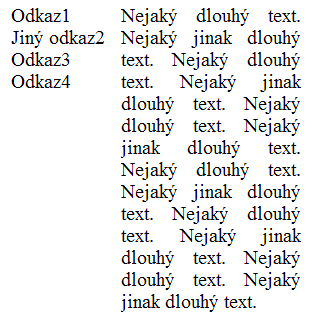 Odkaz1
Jiný odkaz2
Odkaz3
Odkaz4
Nejaký dlouhý text.
Nejaký jinak dlouhý
text. Nejaký dlouhý
text. Nejaký jinak
dlouhý text. Nejaký
dlouhý text. Nejaký
jinak dlouhý text.
Nejaký dlouhý text.
Nejaký jinak dlouhý
text. Nejaký dlouhý
text. Nejaký jinak
dlouhý text. Nejaký
dlouhý text. Nejaký
jinak dlouhý text.